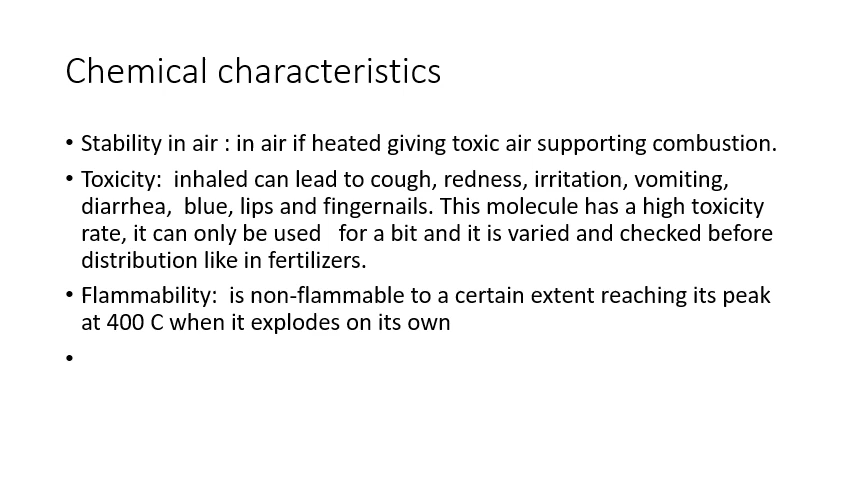 Chemical characteristics
• Stability in air : in air if heated giving toxic air supporting combustion.
• Toxicity:  inhaled can lead to cough, redness, irritation, vomiting,
diarrhea,  blue, lips and fingernails. This molecule has a high toxicity
rate, it can only be used   for a bit and it is varied and checked before
distribution like in fertilizers.
• Flammability:  is non-flammable to a certain extent reaching its peak
at 400 C when it explodes on its own
•